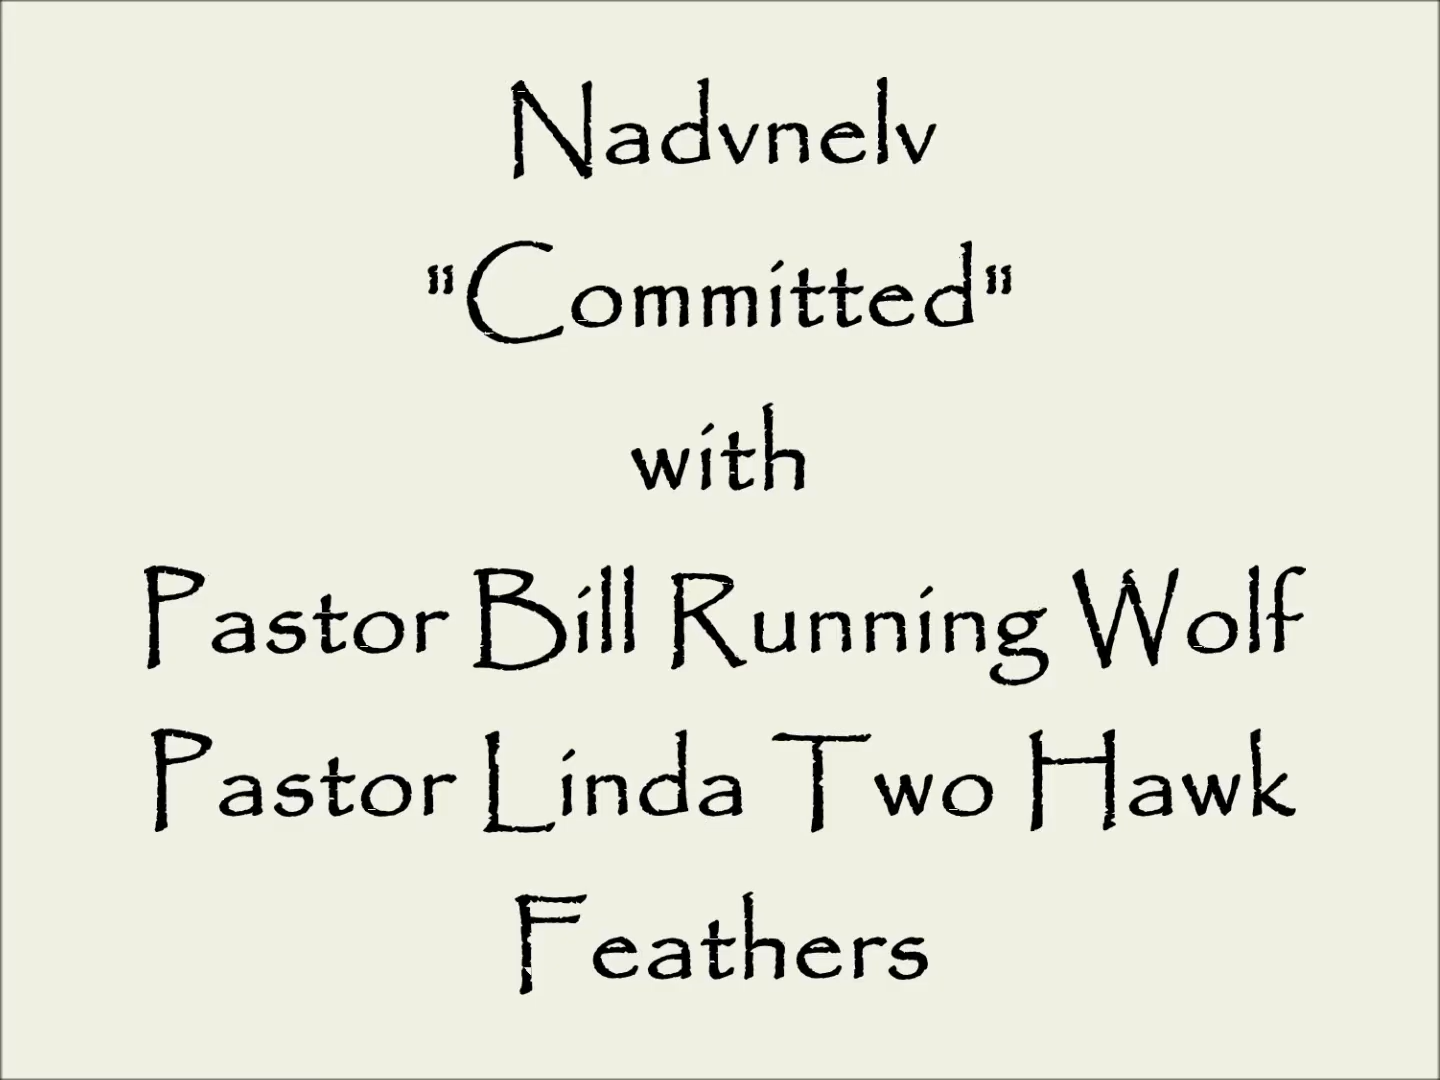 Nadvnelv
"Committed"
with
Pastor Bill Running Wolf
Pastor Linda Two Hawk
Feathers